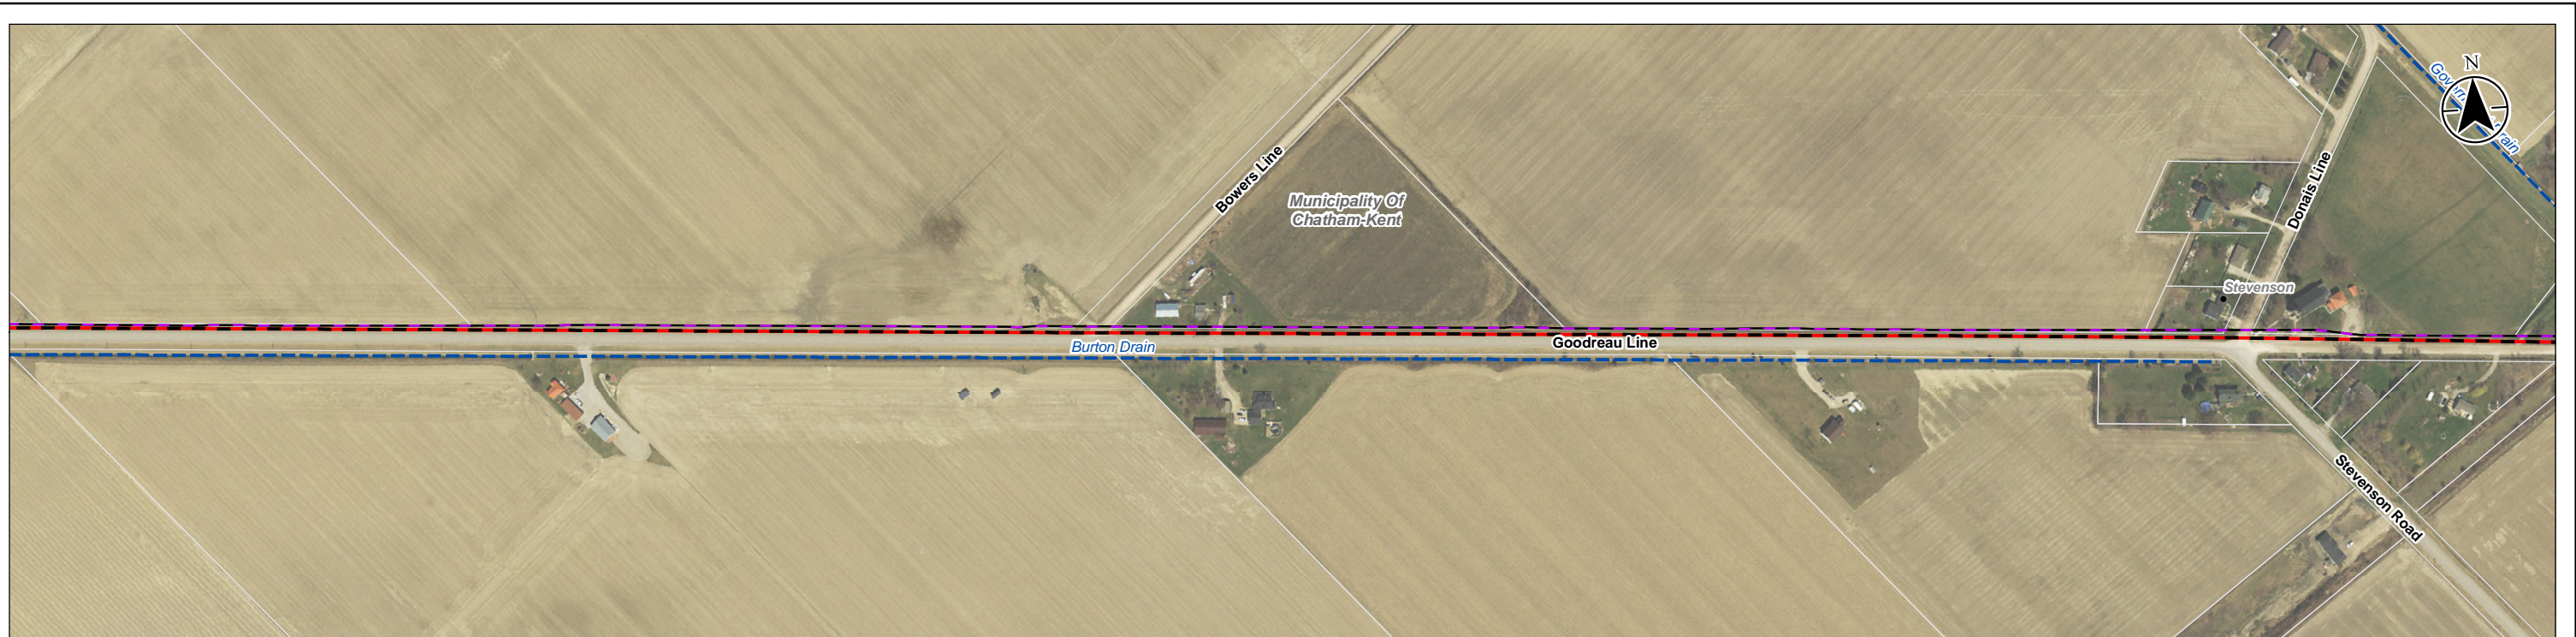 N
Bowers Line
Municipality Of
Chatham-Kent
Donais Line
Stevenson
Burton Drain
Goodreau Line
Stevenson Road